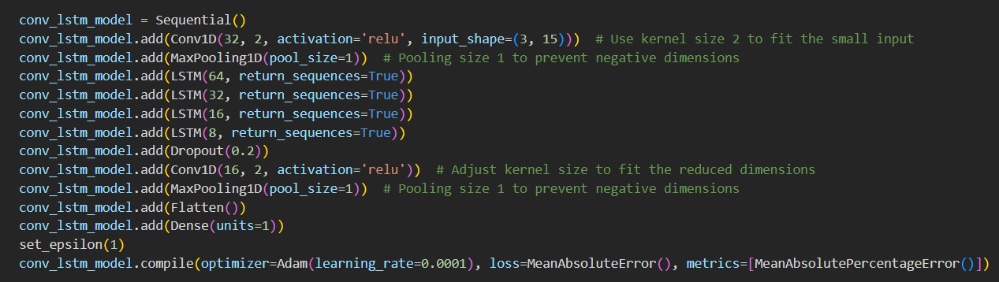 conv_lstm_model = Sequential()
conv_lstm_model.add(Conv1D(32, 2, activation='relu', input_shape=(3, 15)))  # Use kernel size 2 to fit the small input
conv_lstm_model.add(MaxPooling1D(pool_size=1))  # Pooling size 1 to prevent negative dimensions
conv_lstm_model.add(LSTM(64, return_sequences=True))
conv_lstm_model.add(LSTM(32, return_sequences=True))
conv_lstm_model.add(LSTM(16, return_sequences=True))
conv_lstm_model.add(LSTM(8, return_sequences=True))
conv_lstm_model.add(Dropout(0.2))
conv_lstm_model.add(Conv1D(16, 2, activation='relu'))  # Adjust kernel size to fit the reduced dimensions
conv_lstm_model.add(MaxPooling1D(pool_size=1))  # Pooling size 1 to prevent negative dimensions
conv_lstm_model.add(Flatten())
conv_lstm_model.add(Dense(units=1))
set_epsilon(1)
conv_lstm_model.compile(optimizer=Adam(learning_rate=0.0001), loss=MeanAbsoluteError(), metrics=[MeanAbsolutePercentageError()])